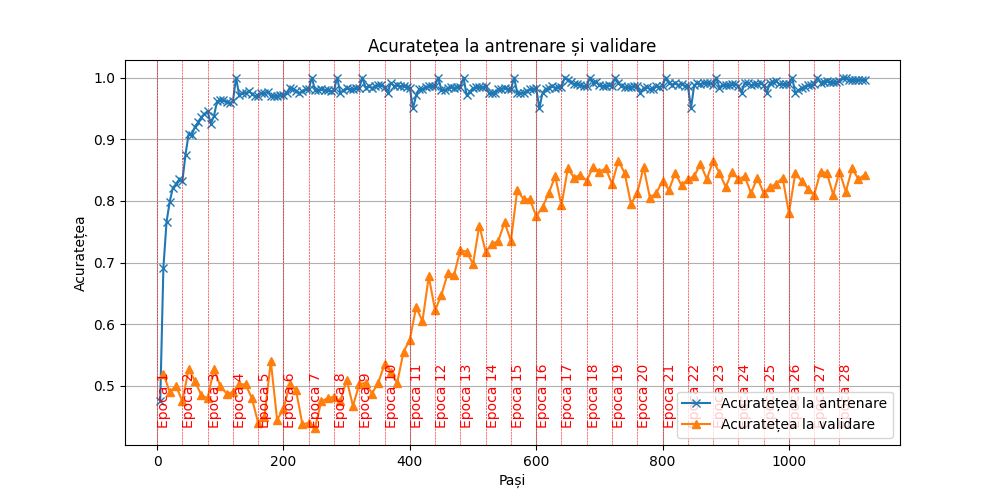 Acuratețea la antrenare și validare
1.0
0.9
0.8
0.7
0.6
0.5
Acuratețea
Epoca 1
Epoca 2
Epoca 3
Epoca 4
Epoca 5
Epoca 6
Epoca 7
Epoca 8
Epoca 9
Epoca 10
Epoca 11
Epoca 12
Epoca 13
Epoca 14
Epoca 15
Epoca 16
Epoca 17
Epoca 18
Epoca 19
Epoca 20
Epoca 21
Epoca 22
Epoca 23
Epoca 24
Epoca 25
Epoca 26
Epoca 27
Epoca 28
Acuratețea la antrenare
Acuratețea la validare
0
200
400
600
800
1000
Pași